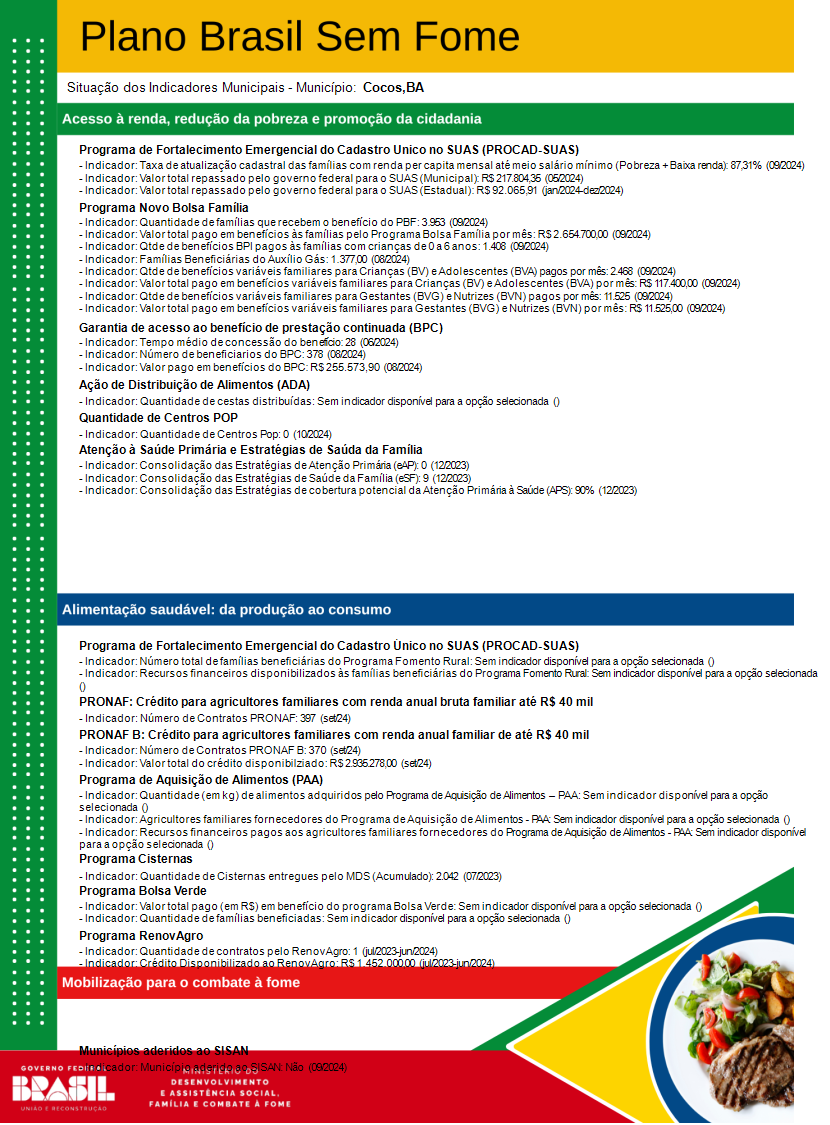 Plano Brasil Sem Fome
Situação dos Indicadores Municipais - Município: Cocos,BA
Acesso à renda, redução da pobreza e promoção da cidadania
Programa de Fortalecimento Emergencial do Cadastro Único no SUAS (PROCAD-SUAS)
- Indicador: Taxa de atualização cadastral das famílias com renda per capita mensal até meio salário mínimo (Pobreza + Baixa renda): 87,31% (09/2024)
- Indicador: Valor total repassado pelo governo federal para o SUAS (Municipal): R$ 217.804,35 (05/2024)
- Indicador: Valor total repassado pelo governo federal para o SUAS (Estadual): R$ 92.065,91 (jan/2024-dez/2024)
Programa Novo Bolsa Família
- Indicador: Quantidade de famílias que recebem o benefício do PBF: 3.953 (09/2024)
- Indicador: Valor total pago em benefícios às famílias pelo Programa Bolsa Família por mês: R$ 2.654.700,00 (09/2024)
- Indicador: Qtde de benefícios BPI pagos às famílias com crianças de 0 a 6 anos: 1.408 (09/2024)
- Indicador: Famílias Beneficiárias do Auxílio Gás: 1.377,00 (08/2024)
- Indicador: Qtde de benefícios variáveis familiares para Crianças (BV) e Adolescentes (BVA) pagos por mês: 2.468 (09/2024)
- Indicador: Valor total pago em benefícios variáveis familiares para Crianças (BV) e Adolescentes (BVA) por mês: R$ 117.400,00 (09/2024)
- Indicador: Qtde de benefícios variáveis familiares para Gestantes (BVG) e Nutrizes (BVN) pagos por mês: 11.525 (09/2024)
- Indicador: Valor total pago em benefícios variáveis familiares para Gestantes (BVG) e Nutrizes (BVN) por mês: R$ 11.525,00 (09/2024)
Garantia de acesso ao benefício de prestação continuada (BPC)
- Indicador: Tempo médio de concessão do benefício: 28 (06/2024)
- Indicador: Número de beneficiarios do BPC: 378 (08/2024)
- Indicador: Valor pago em benefícios do BPC: R$ 255.573,90 (08/2024)
Ação de Distribuição de Alimentos (ADA)
- Indicador: Quantidade de cestas distribuídas: Sem indicador disponível para a opção selecionada ()
Quantidade de Centros POP
- Indicador: Quantidade de Centros Pop: 0 (10/2024)
Atenção à Saúde Primária e Estratégias de Saúda da Família
- Indicador: Consolidação das Estratégias de Atenção Primária (eAP): 0 (12/2023)
- Indicador: Consolidação das Estratégias de Saúde da Família (eSF): 9 (12/2023)
- Indicador: Consolidação das Estratégias de cobertura potencial da Atenção Primária à Saúde (APS): 90% (12/2023)
Alimentação saudável: da produção ao consumo
Programa de Fortalecimento Emergencial do Cadastro Único no SUAS (PROCAD-SUAS)
- Indicador: Número total de famílias beneficiárias do Programa Fomento Rural: Sem indicador disponível para a opção selecionada ()
- Indicador: Recursos financeiros disponibilizados às famílias beneficiárias do Programa Fomento Rural: Sem indicador disponível para a opção selecionada
()
PRONAF: Crédito para agricultores familiares com renda anual bruta familiar até R$ 40 mil
- Indicador: Número de Contratos PRONAF: 397 (set/24)
PRONAF B: Crédito para agricultores familiares com renda anual familiar de até R$ 40 mil
- Indicador: Número de Contratos PRONAF B: 370 (set/24)
- Indicador: Valor total do crédito disponibilziado: R$ 2.935.278,00 (set/24)
Programa de Aquisição de Alimentos (PAA)
- Indicador: Quantidade (em kg) de alimentos adquiridos pelo Programa de Aquisição de Alimentos – PAA: Sem indicador disponível para a opção
selecionada ()
- Indicador: Agricultores familiares fornecedores do Programa de Aquisição de Alimentos - PAA: Sem indicador disponível para a opção selecionada ()
- Indicador: Recursos financeiros pagos aos agricultores familiares fornecedores do Programa de Aquisição de Alimentos - PAA: Sem indicador disponível
para a opção selecionada ()
Programa Cisternas
- Indicador: Quantidade de Cisternas entregues pelo MDS (Acumulado): 2.042 (07/2023)
Programa Bolsa Verde
- Indicador: Valor total pago (em R$) em benefício do programa Bolsa Verde: Sem indicador disponível para a opção selecionada ()
- Indicador: Quantidade de famílias beneficiadas: Sem indicador disponível para a opção selecionada ()
Programa RenovAgro
- Indicador: Quantidade de contratos pelo RenovAgro: 1 (jul/2023-jun/2024)
- Indicador: Crédito Disponibilizado ao RenovAgro: R$ 1.452.000,00 (jul/2023-jun/2024)
Mobilização para o combate à fome
Municípios aderidos ao SISAN
- Indicador: Município aderido ao SISAN: Não (09/2024)
GOVERNO FEDERAL
BRASIL
UNIÃO E RECONSTRUÇÃO
MINISTÉRIO DO
DESENVOLVIMENTO
E ASSISTÊNCIA SOCIAL,
FAMÍLIA E COMBATE À FOME